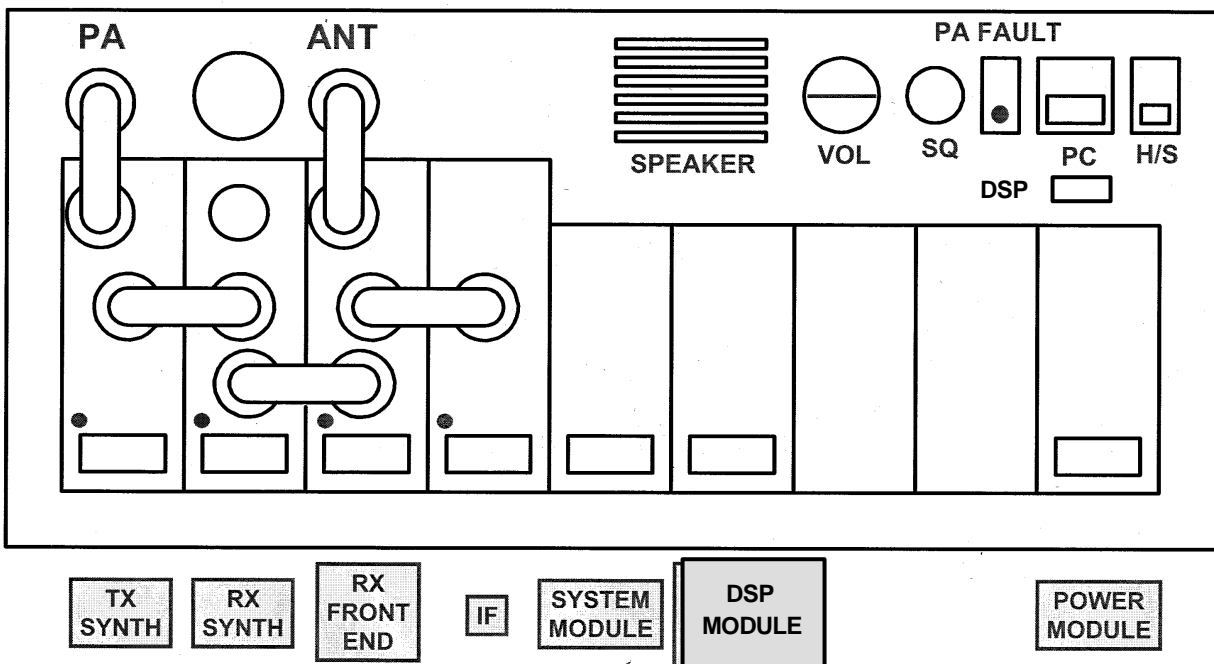 PA
ANT
PA FAULT
SPEAKER
VOL
SQ
PC
H/S
DSP
TX
SYNTH
RX
SYNTH
RX
FRONT
END
IF
SYSTEM
MODULE
DSP
MODULE
POWER
MODULE